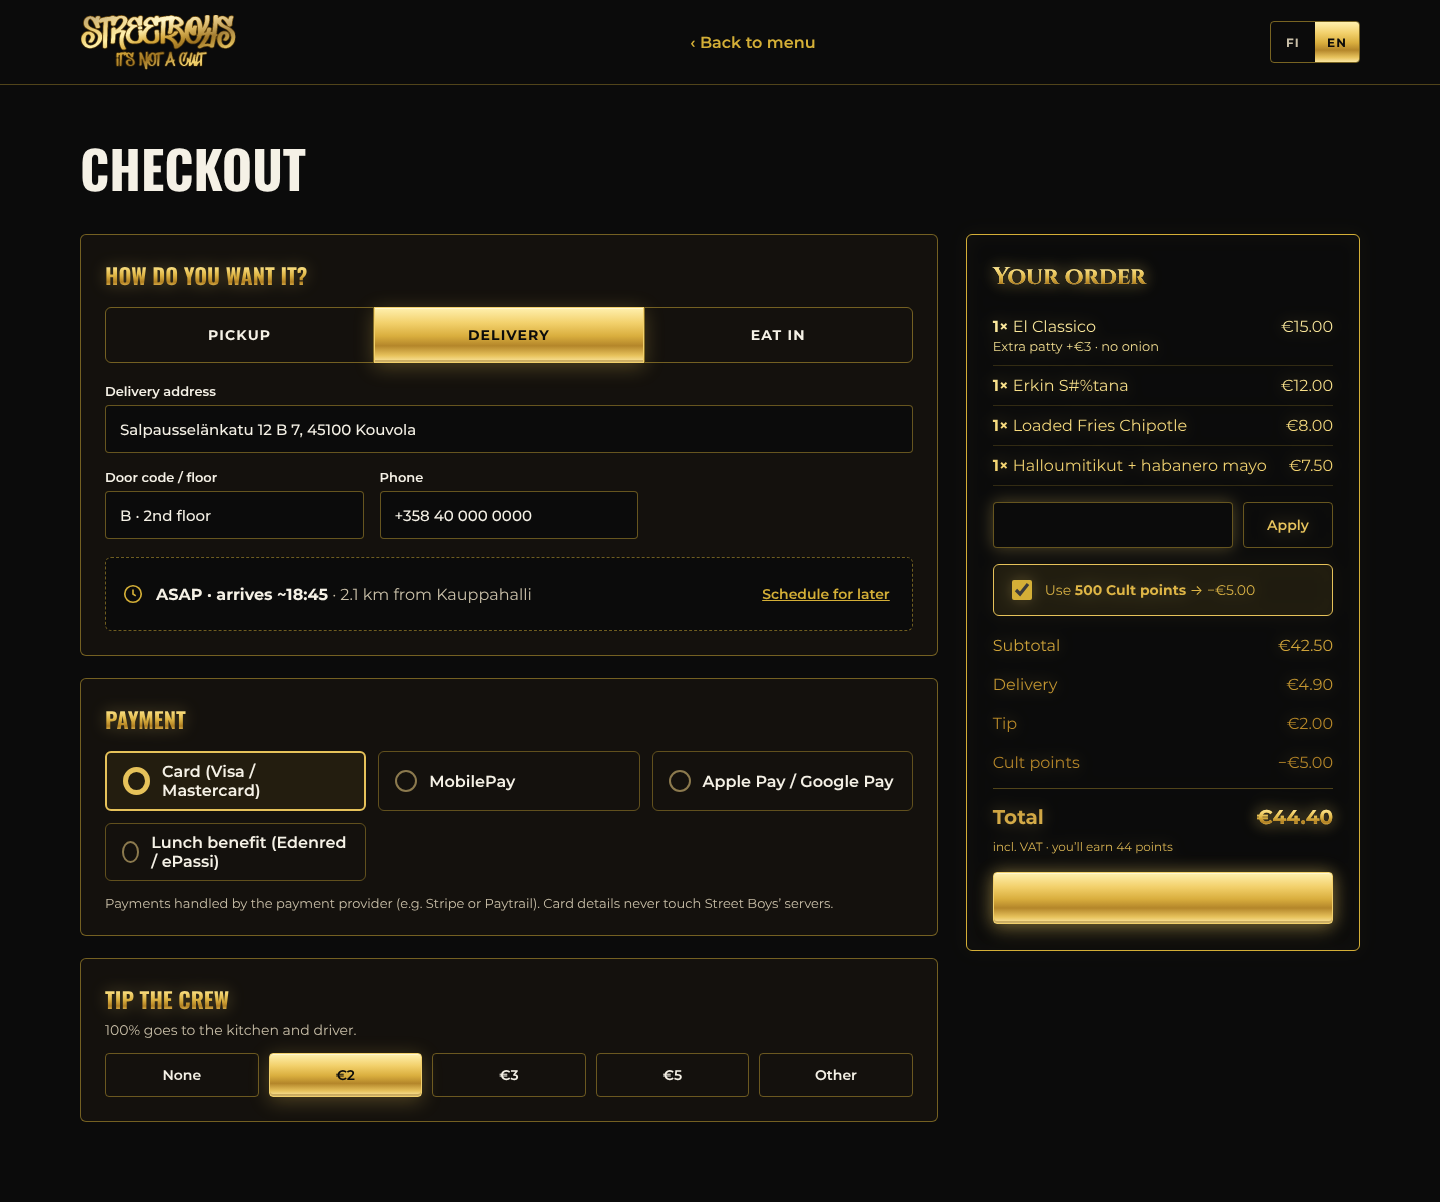 STREETBOYS
IT'S NOT A CULT
‹ Back to menu
FI
EN
CHECKOUT
HOW DO YOU WANT IT?
PICKUP
DELIVERY
EAT IN
Delivery address
Salpausselänkatu 12 B 7, 45100 Kouvola
Door code / floor
Phone
B · 2nd floor
+358 40 000 0000
ASAP · arrives ~18:45 · 2.1 km from Kauppahalli
Schedule for later
PAYMENT
Card (Visa /
Mastercard)
MobilePay
Apple Pay / Google Pay
Lunch benefit (Edenred
/ ePassi)
Payments handled by the payment provider (e.g. Stripe or Paytrail). Card details never touch Street Boys’ servers.
TIP THE CREW
100% goes to the kitchen and driver.
None
€2
€3
€5
Other
Your order
1× El Classico €15.00
Extra patty +€3 · no onion
1× Erkin S#%tana €12.00
1× Loaded Fries Chipotle €8.00
1× Halloumitikut + habanero mayo €7.50
Apply
Use 500 Cult points → −€5.00
Subtotal €42.50
Delivery €4.90
Tip €2.00
Cult points −€5.00
Total €44.40
incl. VAT · you’ll earn 44 points